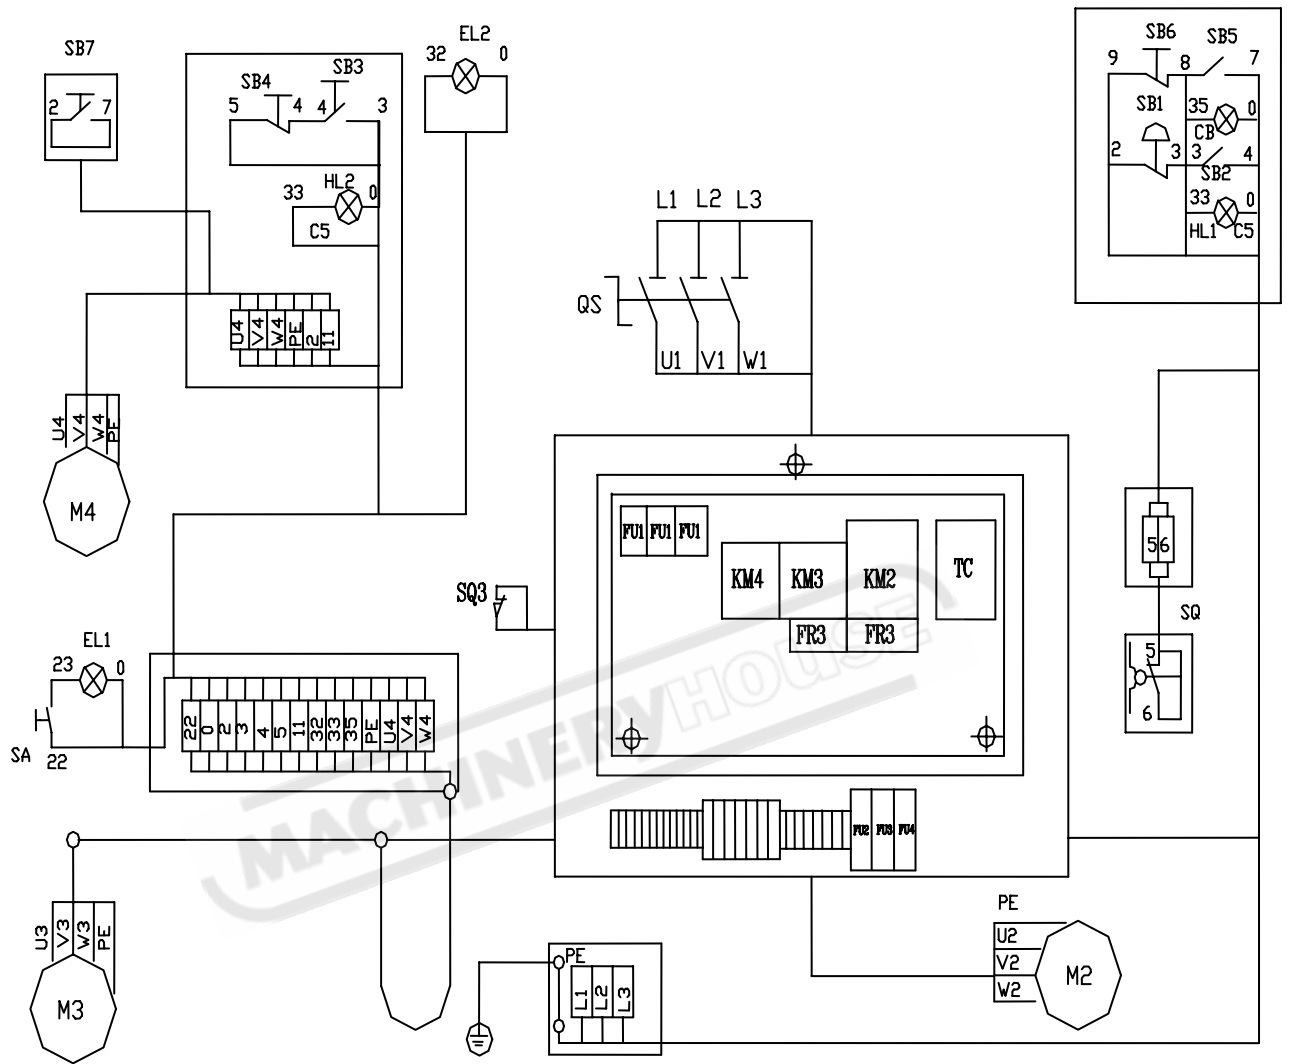 SB7
2 7
SB4 SB3
5 4 4 3
HL2
33 0
C5
EL2
32 0
U4 V4 W4 PE 2 11
U4 V4 W4 PE
M4
L1 L2 L3
QS
U1 V1 W1
SB6 SB5
9 8 7
SB1 35 0
CB
2 3 3 4
SB2
33 0
HL1 C5
FU1 FU1 FU1
KM4 KM3 KM2 TC
FR3 FR3
SQ3
56
SQ
5
6
EL1
23 0
22 0 2 3 4 5 11 32 33 35 PE U4 V4 W4
SA 22
MACHINERYHOUSE
FU2 FU3 FU4
U3 V3 W3 PE
M3
PE
L1 L2 L3
PE
U2
V2
W2
M2